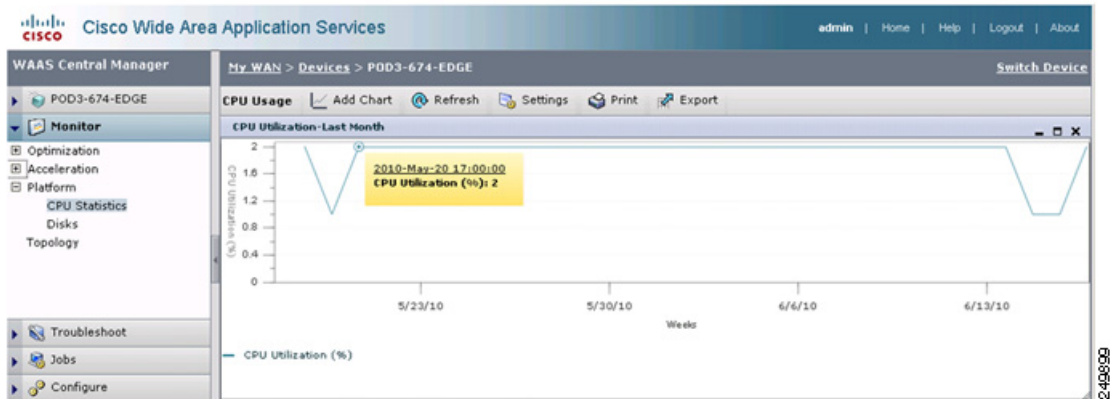 cisco Cisco Wide Area Application Services
admin | Home | Help | Logout | About
WAAS Central Manager
My WAN > Devices > POD3-674-EDGE
Switch Device
POD3-674-EDGE
CPU Usage Add Chart Refresh Settings Print Export
Monitor
Optimization
Acceleration
Platform
CPU Statistics
Disks
Topology
Troubleshoot
Jobs
Configure
CPU Utilization-Last Month
CPU Utilization (%)
2
1.6
1.2
0.8
0.4
0
2010-May-20 17:00:00
CPU Utilization (%): 2
5/23/10 5/30/10 6/6/10 6/13/10
Weeks
CPU Utilization (%)
249899